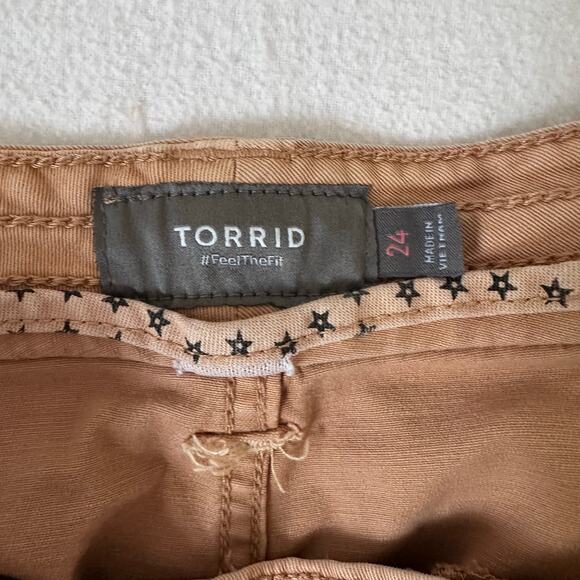 TORRID
#FeelTheFit
24
MADE IN
VIETNAM